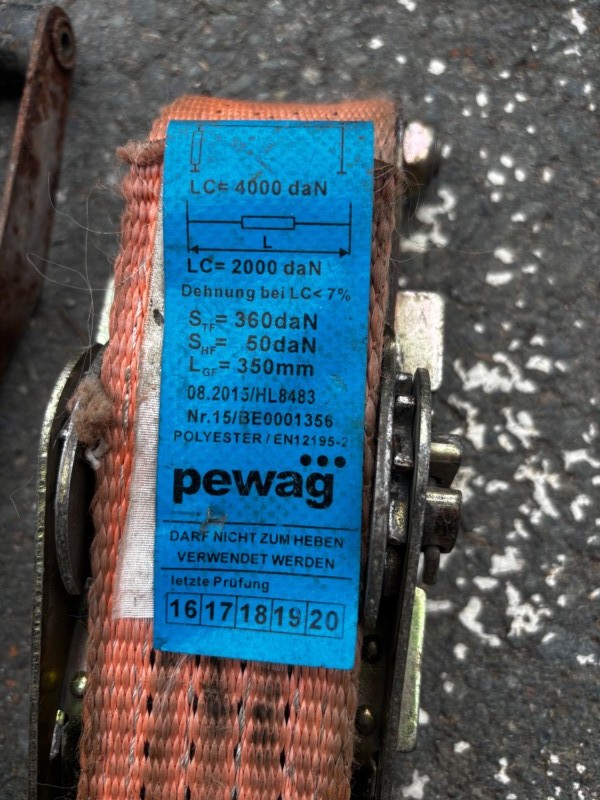 LC= 4000 daN
L
LC= 2000 daN
Dehnung bei LC< 7%
STF= 360daN
SHF= 50daN
LGF= 350mm
08.2015/HL8483
Nr.15/BE0001356
POLYESTER / EN12195-2
pewag
DARF NICHT ZUM HEBEN
VERWENDET WERDEN
letzte Prüfung
16 17 18 19 20